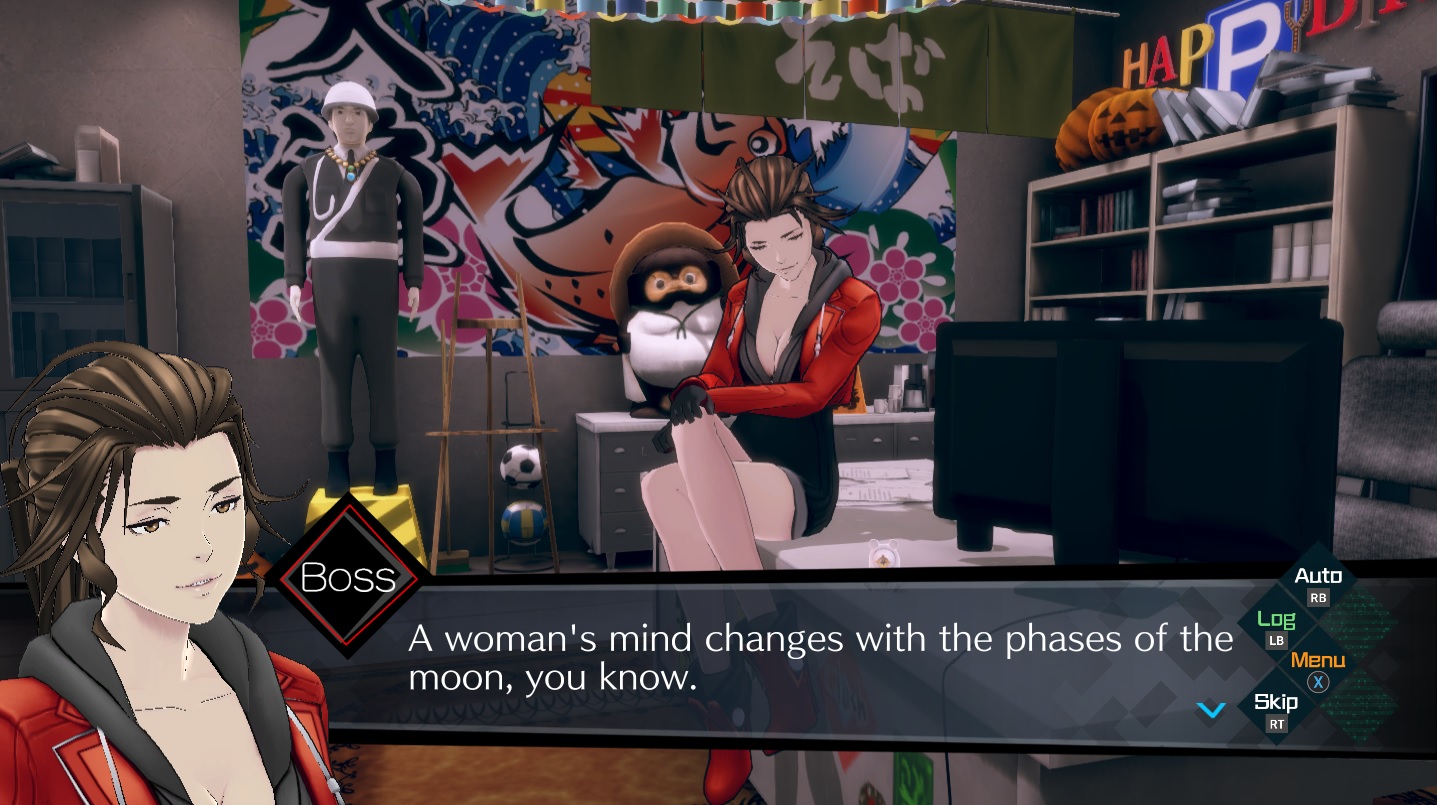 そば
HAPPY
Boss
A woman's mind changes with the phases of the
moon, you know.
Auto
RB
Log
LB
Menu
X
Skip
RT